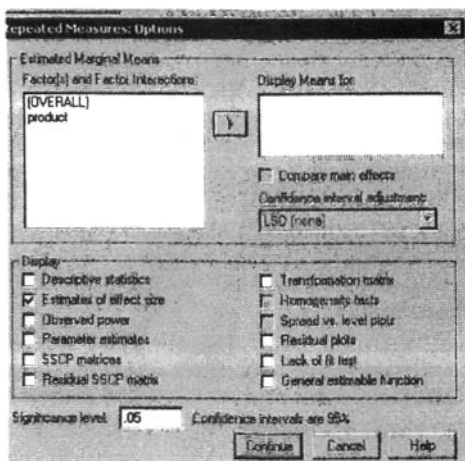 Repeated Measures: Options
Estimated Marginal Means
Factor(s) and Factor Interactions:
Display Means for:
(OVERALL)
product
Compare main effects
Confidence interval adjustment:
LSD (none)
Display
Descriptive statistics
Transformation matrix
Estimates of effect size
Homogeneity tests
Observed power
Spread vs. level plots
Parameter estimates
Residual plots
SSCP matrices
Lack of fit test
Residual SSCP matrix
General estimable function
Significance level: .05 Confidence intervals are 95%
Continue Cancel Help